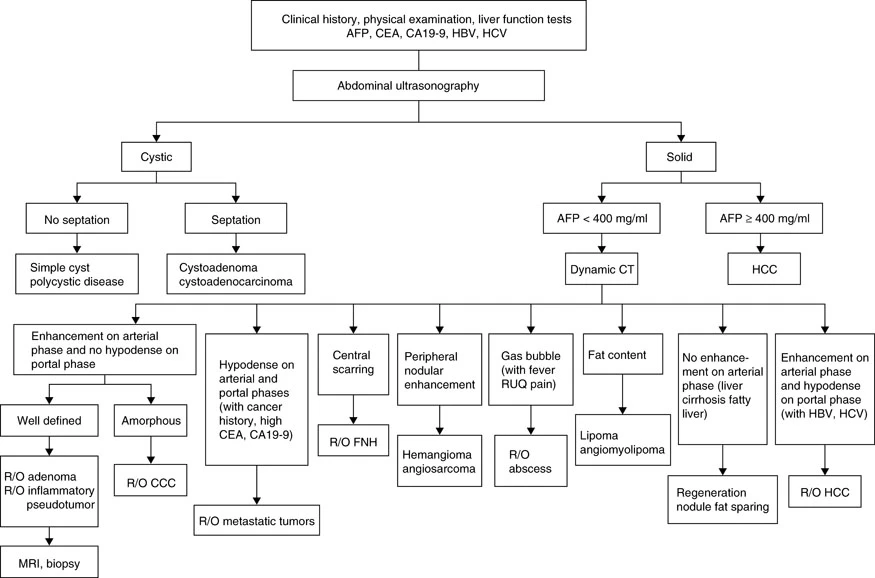 Clinical history, physical examination, liver function tests
AFP, CEA, CA19-9, HBV, HCV
Abdominal ultrasonography
Cystic
Solid
No septation
Septation
AFP < 400 mg/ml
AFP ≥ 400 mg/ml
Simple cyst
polycystic disease
Cystoadenoma
cystoadenocarcinoma
Dynamic CT
HCC
Enhancement on arterial
phase and no hypodense on
portal phase
Hypodense on
arterial and
portal phases
(with cancer
history, high
CEA, CA19-9)
Central
scarring
Peripheral
nodular
enhancement
Gas bubble
(with fever
RUQ pain)
Fat content
No enhance-
ment on arterial
phase (liver
cirrhosis fatty
liver)
Enhancement on
arterial phase
and hypodense
on portal phase
(with HBV, HCV)
Well defined
Amorphous
R/O FNH
Hemangioma
angiosarcoma
R/O
abscess
Lipoma
angiomyolipoma
R/O adenoma
R/O inflammatory
pseudotumor
R/O CCC
R/O metastatic tumors
Regeneration
nodule fat sparing
R/O HCC
MRI, biopsy